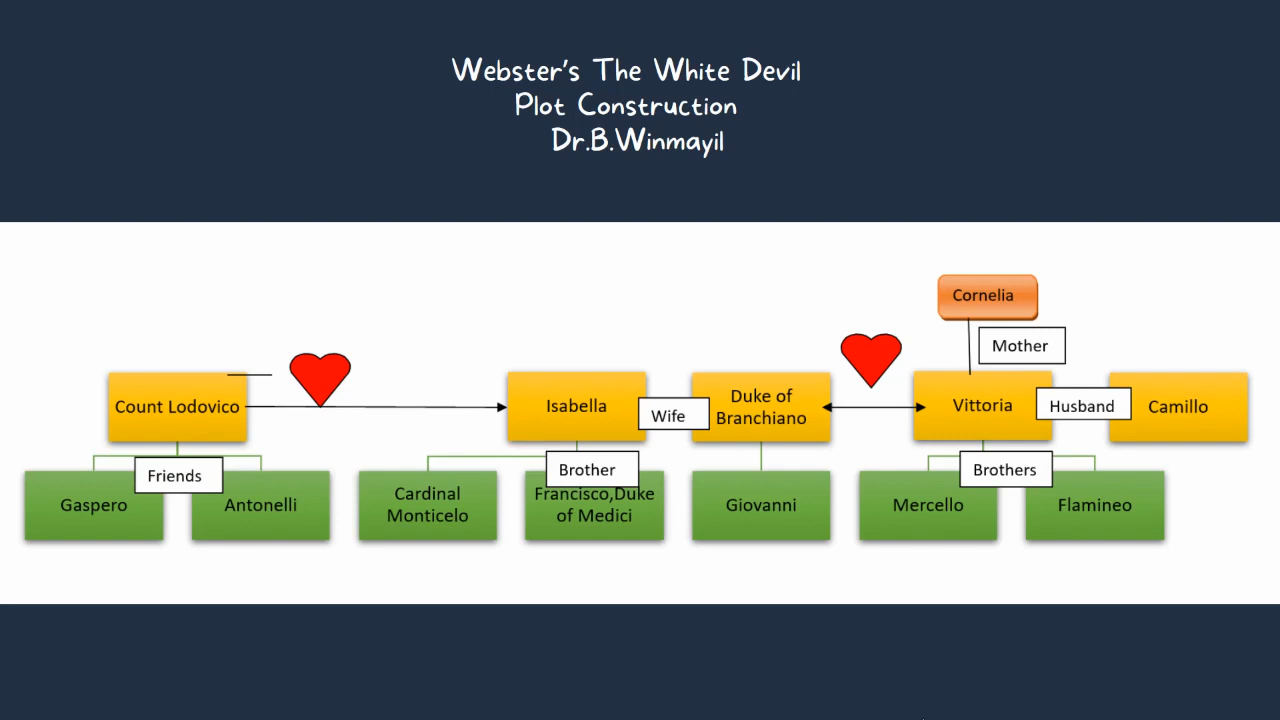 Webster's The White Devil
Plot Construction
Dr.B.Winmayil
Cornelia
Mother
Count Lodovico
Isabella
Wife
Duke of
Branchiano
Vittoria
Husband
Camillo
Friends
Brother
Brothers
Gaspero
Antonelli
Cardinal
Monticelo
Francisco,Duke
of Medici
Giovanni
Mercello
Flamineo